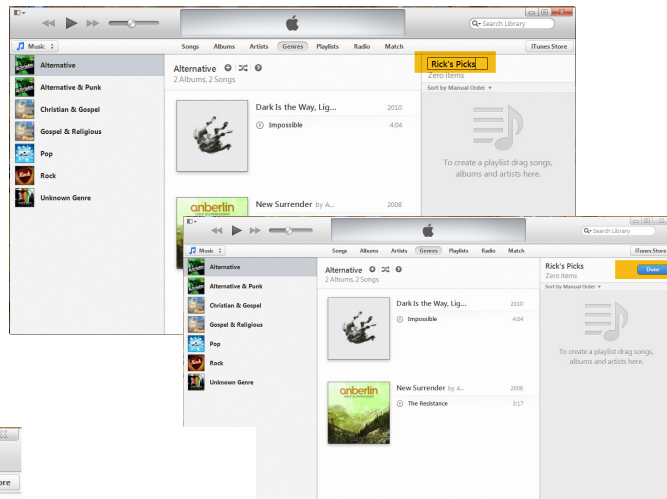 Search Library
Music
Songs Albums Artists Genres Playlists Radio Match
iTunes Store
Alternative
Alternative & Punk
Christian & Gospel
Gospel & Religious
Pop
Rock
Unknown Genre
Alternative
2 Albums, 2 Songs
Dark Is the Way, Lig... 2010
Impossible 4:04
anberlin
New Surrender by A... 2008
Rick's Picks
Zero items
Sort by Manual Order
To create a playlist drag songs,
albums and artists here.
Search Library
Music
Songs Albums Artists Genres Playlists Radio Match
iTunes Store
Alternative
Alternative & Punk
Christian & Gospel
Gospel & Religious
Pop
Rock
Unknown Genre
Alternative
2 Albums, 2 Songs
Dark Is the Way, Lig... 2010
Impossible 4:04
anberlin
New Surrender by A... 2008
The Resistance 3:17
Rick's Picks
Zero items
Done
Sort by Manual Order
To create a playlist drag songs,
albums and artists here.
ore